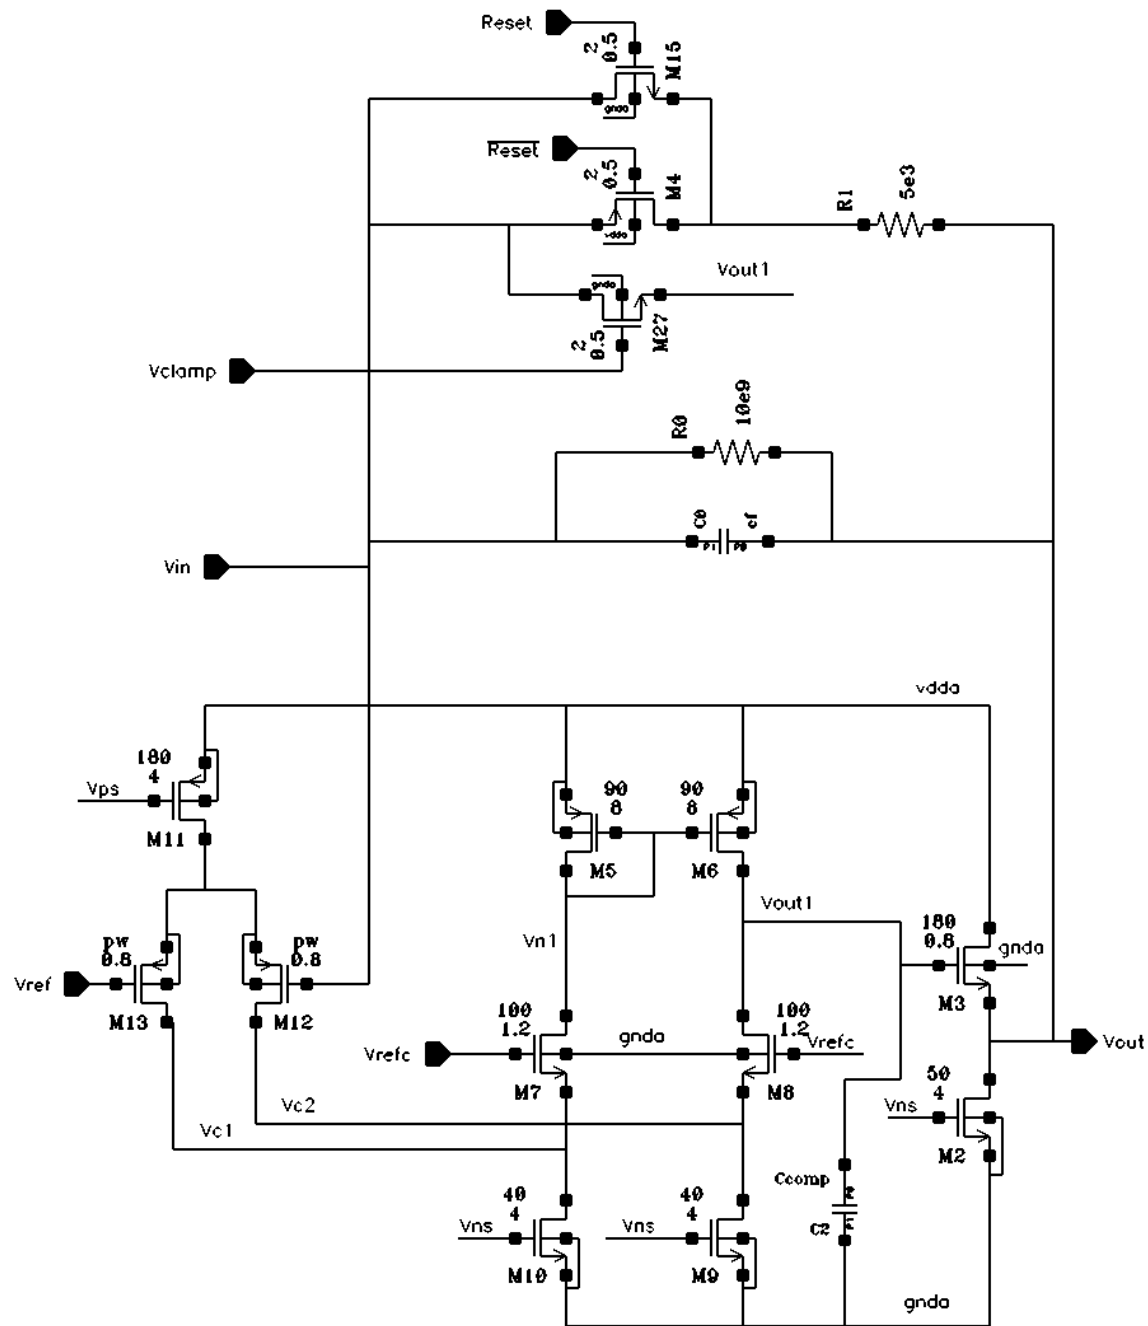 Reset
2
0.5
M15
gnda
Reset
2
0.5
M4
vdda
R1
5e3
gnda
Vout1
2
0.5
M27
Vclamp
R0
10e9
C0
cf
P1
P0
Vin
vdda
180
4
Vps
M11
90
8
M5
90
8
M6
Vout1
Vn1
pw
0.8
Vref
M13
pw
0.8
M12
180
0.8
gnda
M3
100
1.2
Vrefc
M7
gnda
100
1.2
Vrefc
M8
Vout
50
4
Vns
M2
Vc2
Vc1
Ccomp
P0
C2
P1
40
4
Vns
M10
40
4
Vns
M9
gnda